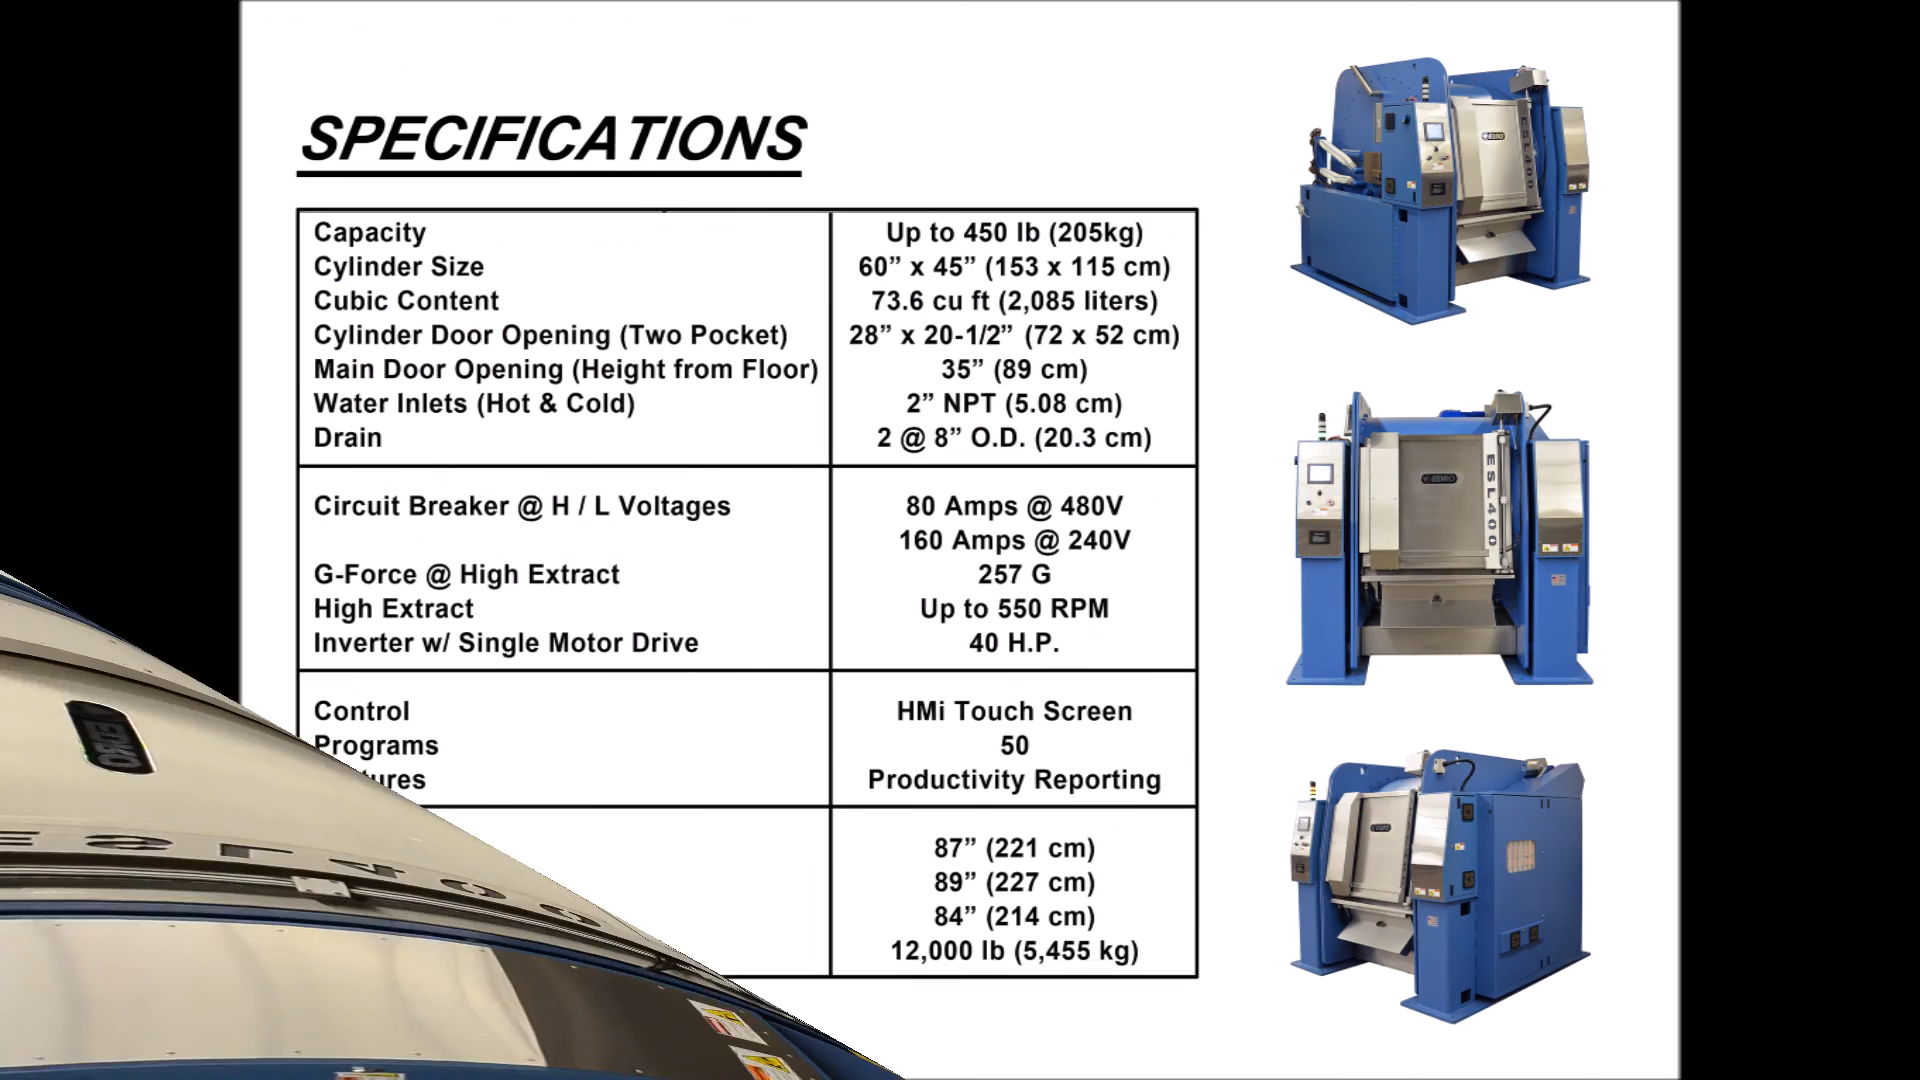 SPECIFICATIONS
Capacity Up to 450 lb (205kg)
Cylinder Size 60” x 45” (153 x 115 cm)
Cubic Content 73.6 cu ft (2,085 liters)
Cylinder Door Opening (Two Pocket) 28” x 20-1/2” (72 x 52 cm)
Main Door Opening (Height from Floor) 35” (89 cm)
Water Inlets (Hot & Cold) 2” NPT (5.08 cm)
Drain 2 @ 8” O.D. (20.3 cm)
Circuit Breaker @ H / L Voltages 80 Amps @ 480V
160 Amps @ 240V
G-Force @ High Extract 257 G
High Extract Up to 550 RPM
Inverter w/ Single Motor Drive 40 H.P.
Control HMi Touch Screen
Programs 50
tures Productivity Reporting
87” (221 cm)
89” (227 cm)
84” (214 cm)
12,000 lb (5,455 kg)
EDRO
ESL400
EDRO
ESL400
EDRO
ESL400
EDRO